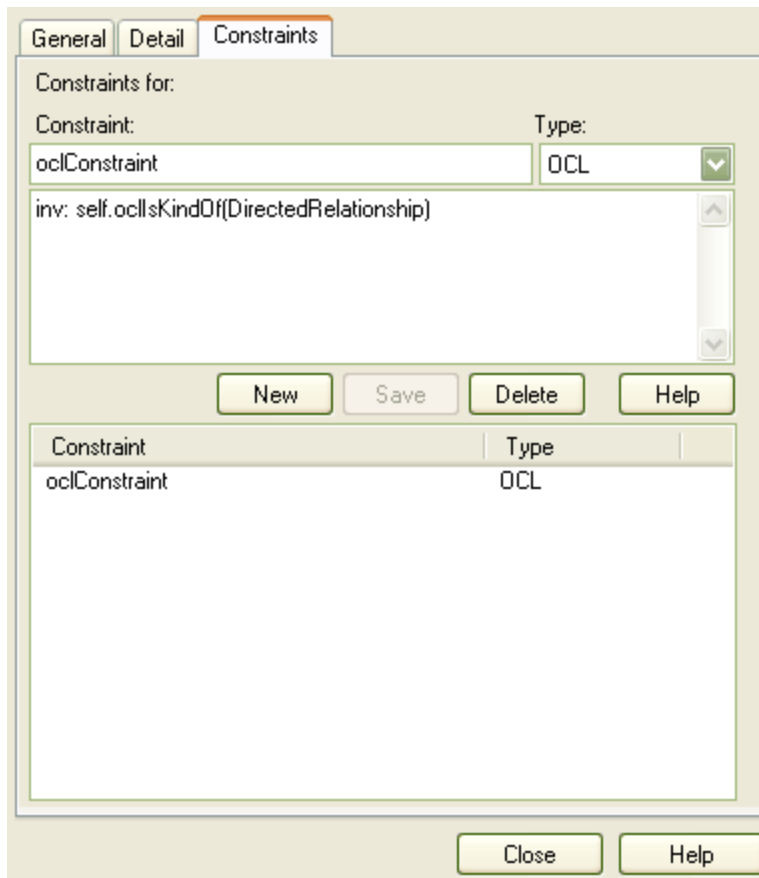 General Detail Constraints
Constraints for:
Constraint: Type:
oclConstraint OCL
inv: self.oclIsKindOf(DirectedRelationship)
New Save Delete Help
Constraint Type
oclConstraint OCL
Close Help